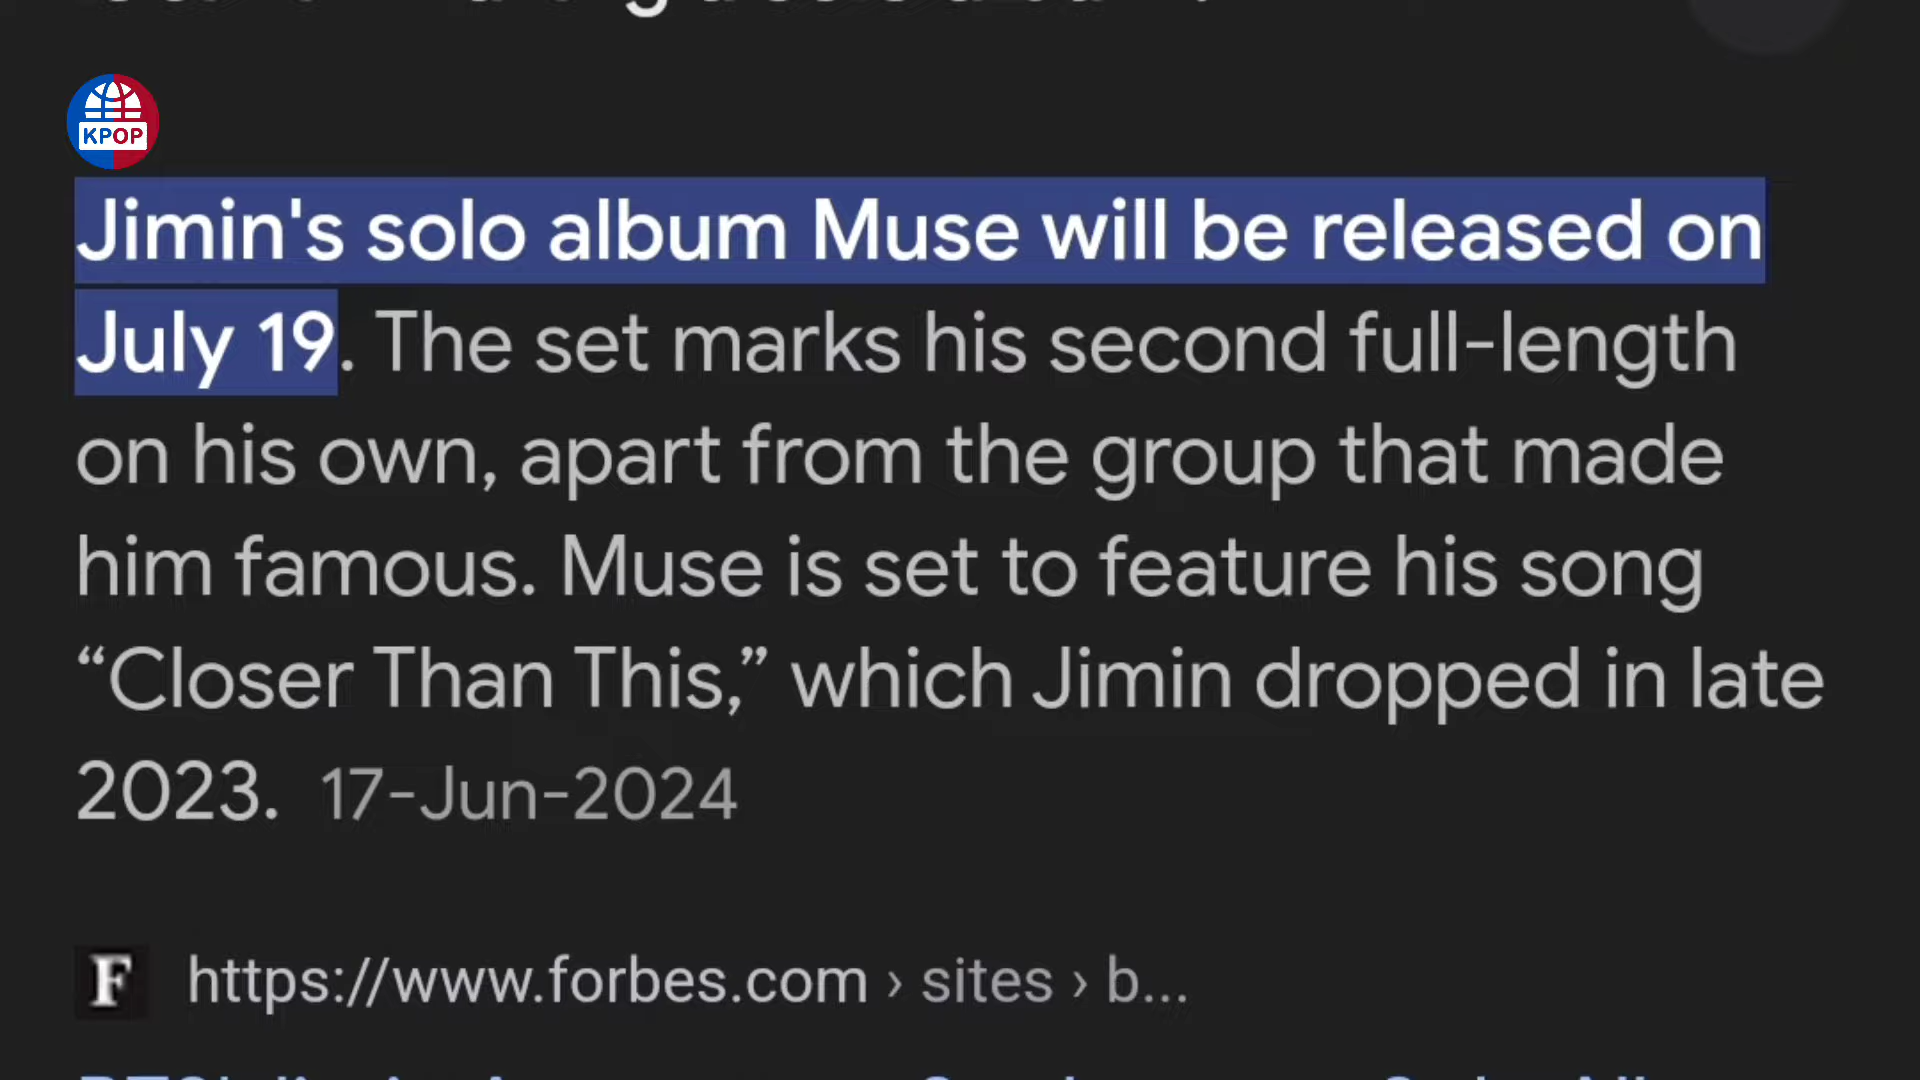 KPOP
Jimin's solo album Muse will be released on
July 19. The set marks his second full-length
on his own, apart from the group that made
him famous. Muse is set to feature his song
“Closer Than This,” which Jimin dropped in late
2023. 17-Jun-2024
F https://www.forbes.com › sites › b...